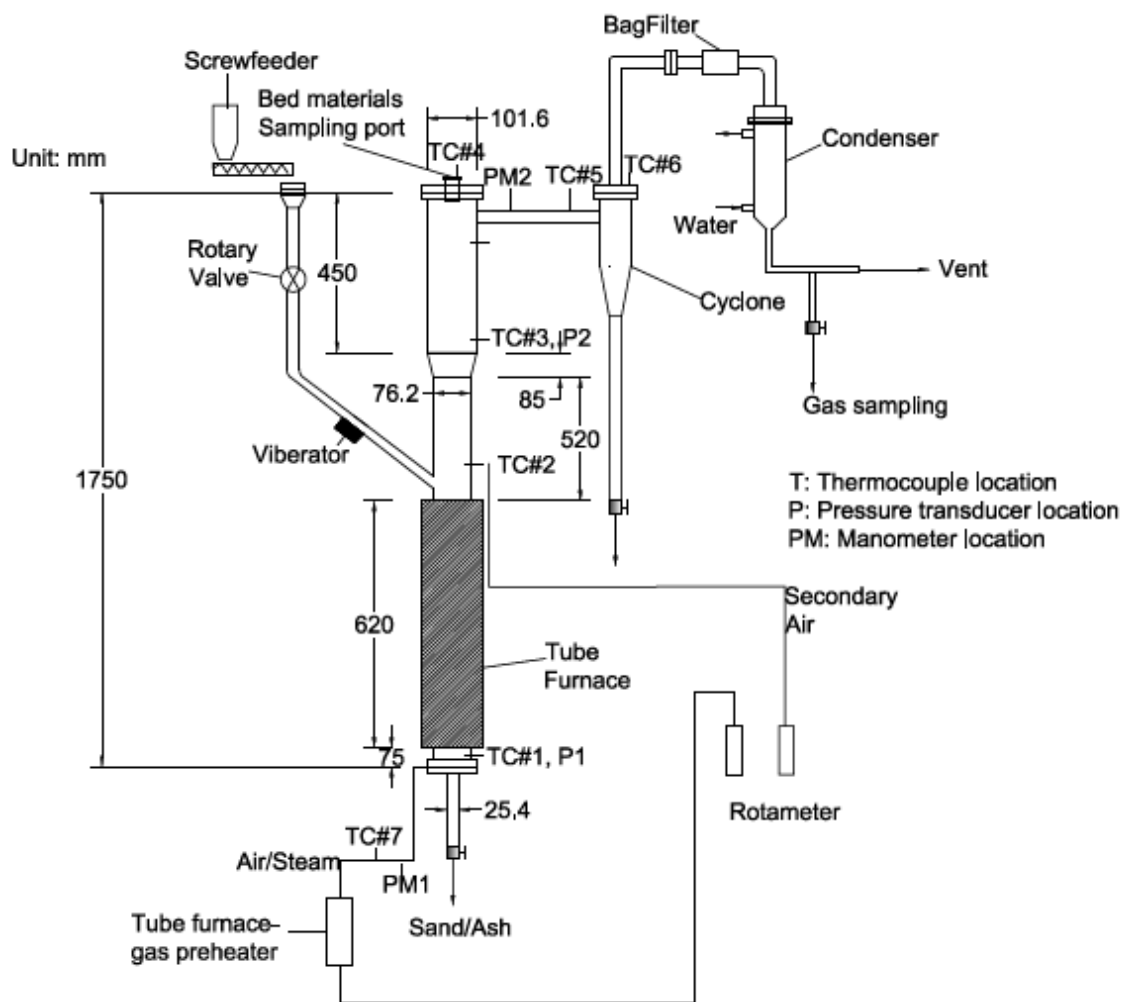 BagFilter
Screwfeeder
Bed materials
Sampling port
101.6
Condenser
Unit: mm
TC#4
PM2
TC#5
TC#6
Water
Rotary
Valve
450
Vent
Cyclone
TC#3, P2
76.2
85
Gas sampling
520
Viberator
TC#2
1750
T: Thermocouple location
P: Pressure transducer location
PM: Manometer location
Secondary
Air
620
Tube
Furnace
75
TC#1, P1
25,4
Rotameter
TC#7
Air/Steam
PM1
Sand/Ash
Tube furnace-
gas preheater